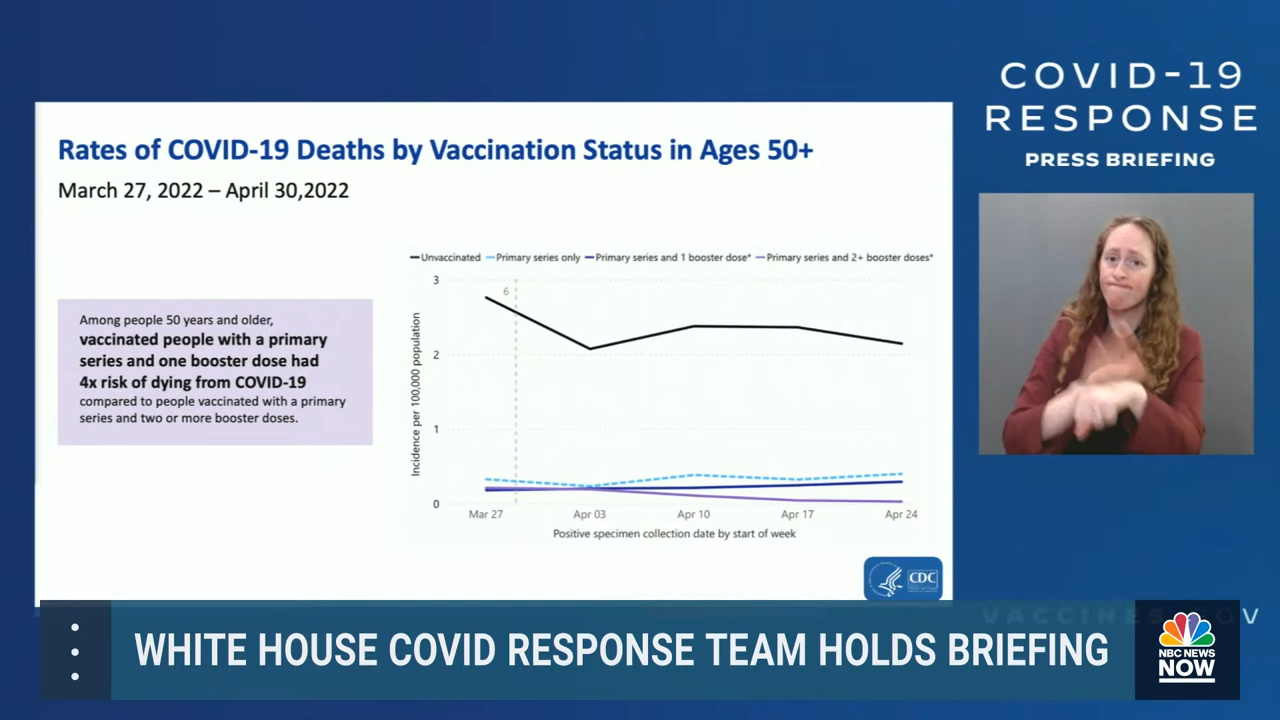 COVID-19
RESPONSE
PRESS BRIEFING
Rates of COVID-19 Deaths by Vaccination Status in Ages 50+
March 27, 2022 – April 30,2022
Unvaccinated Primary series only Primary series and 1 booster dose* Primary series and 2+ booster doses*
Among people 50 years and older,
vaccinated people with a primary
series and one booster dose had
4x risk of dying from COVID-19
compared to people vaccinated with a primary
series and two or more booster doses.
Incidence per 100,000 population
3
6
2
1
0
Mar 27 Apr 03 Apr 10 Apr 17 Apr 24
Positive specimen collection date by start of week
CDC
VACCINES.GOV
WHITE HOUSE COVID RESPONSE TEAM HOLDS BRIEFING
NBC NEWS
NOW